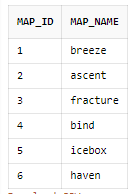 MAP_ID MAP_NAME
1 breeze
2 ascent
3 fracture
4 bind
5 icebox
6 haven